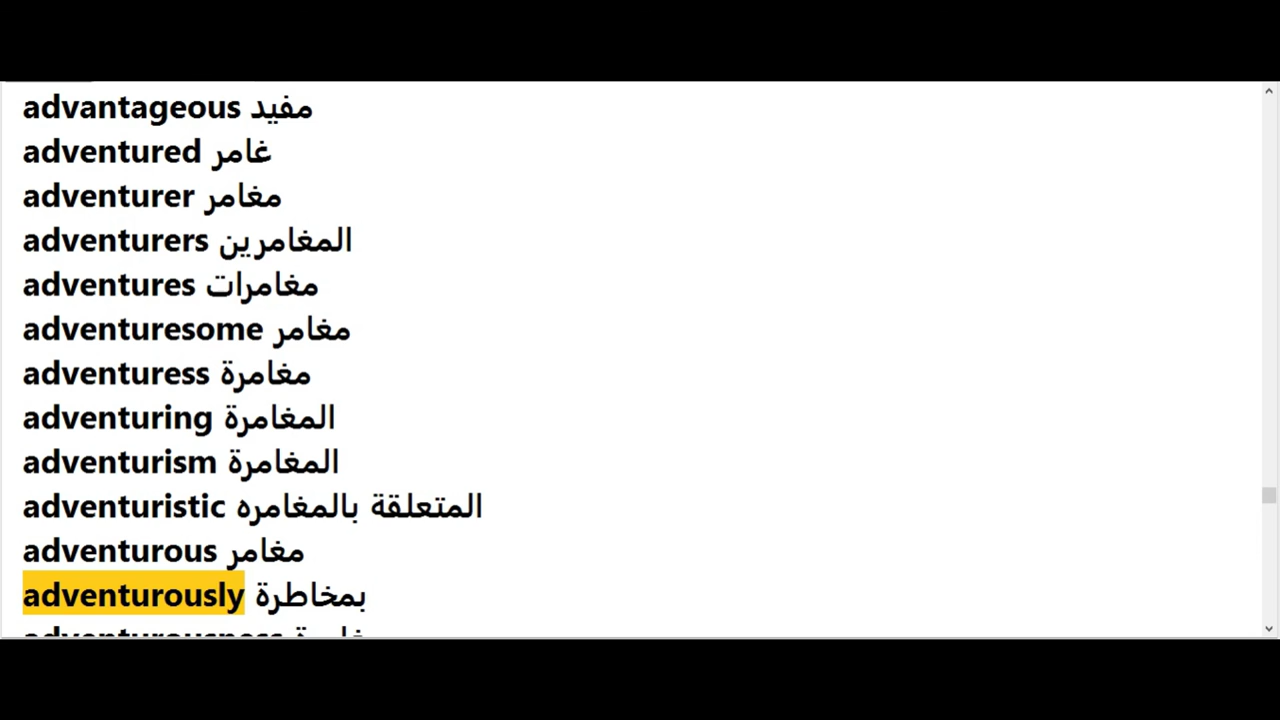 advantageous مفيد
adventured غامر
adventurer مغامر
adventurers المغامرين
adventures مغامرات
adventuresome مغامر
adventuress مغامرة
adventuring المغامرة
adventurism المغامرة
adventuristic المتعلقة بالمغامره
adventurous مغامر
adventurously بمخاطرة